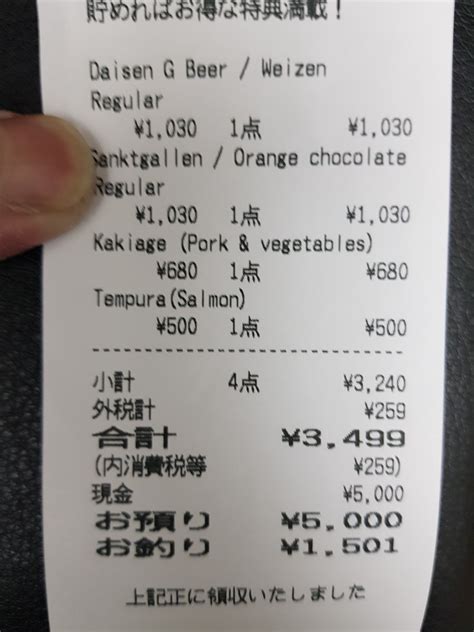 貯めればお得な特典満載！
Daisen G Beer / Weizen
Regular
¥1,030 1点 ¥1,030
Sanktgallen / Orange chocolate
Regular
¥1,030 1点 ¥1,030
Kakiage (Pork & vegetables)
¥680 1点 ¥680
Tempura(Salmon)
¥500 1点 ¥500
小計 4点 ¥3,240
外税計 ¥259
合計 ¥3,499
(内消費税等 ¥259)
現金 ¥5,000
お預り ¥5,000
お釣り ¥1,501
上記正に領収いたしました